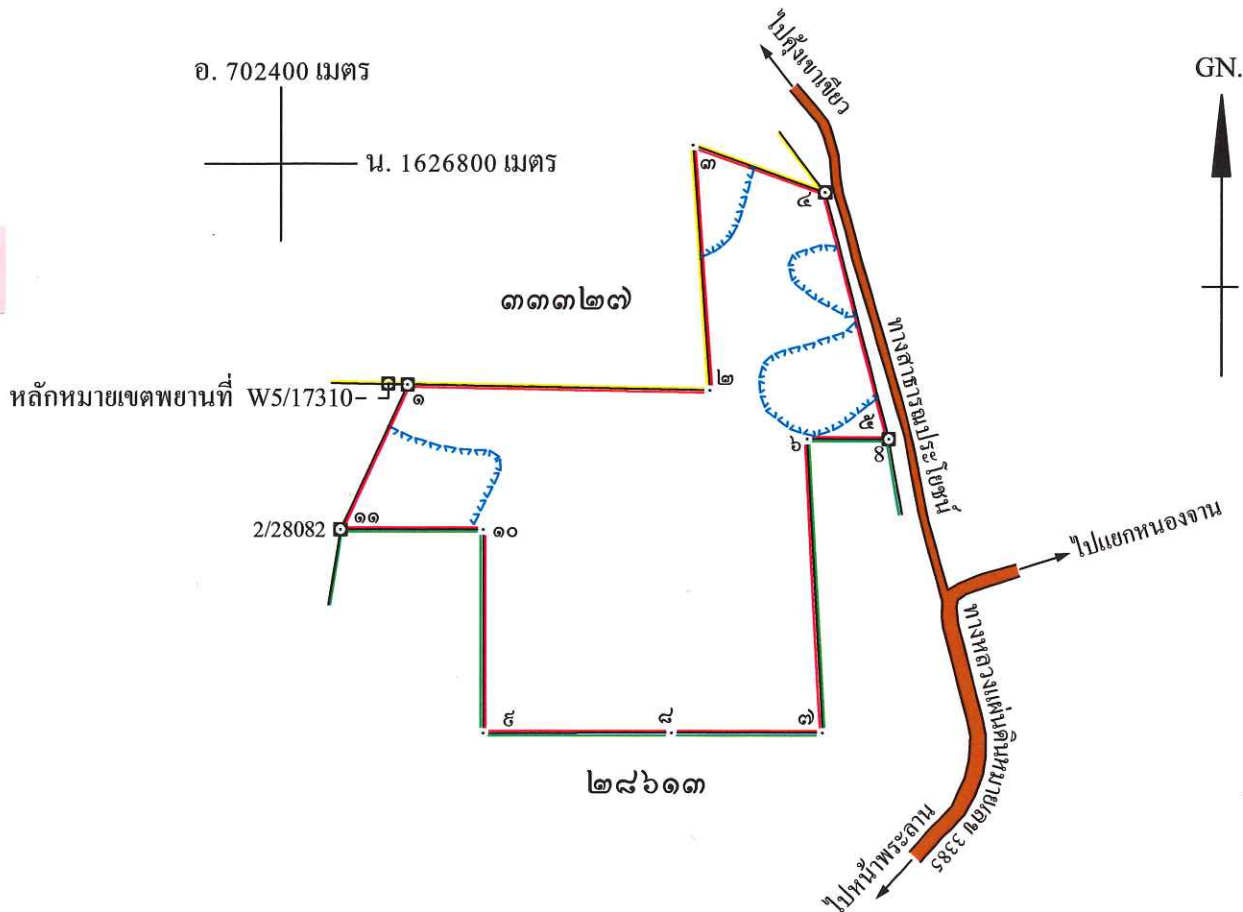 ไปคุ้งเขาเขียว
อ. 702400 เมตร
GN.
น. 1626800 เมตร
๓
๔
๓๓๓๒๗
ทางสาธารณประโยชน์
๒
หลักหมายเขตพยานที่ W5/17310
๑
๕
๖
8
๑๑
2/28082
๑๐
ไปแยกหนองจาน
ทางหลวงแผ่นดินหมายเลข 3385
๙
๘
๗
๒๘๖๑๓
ไปหน้าพระลาน